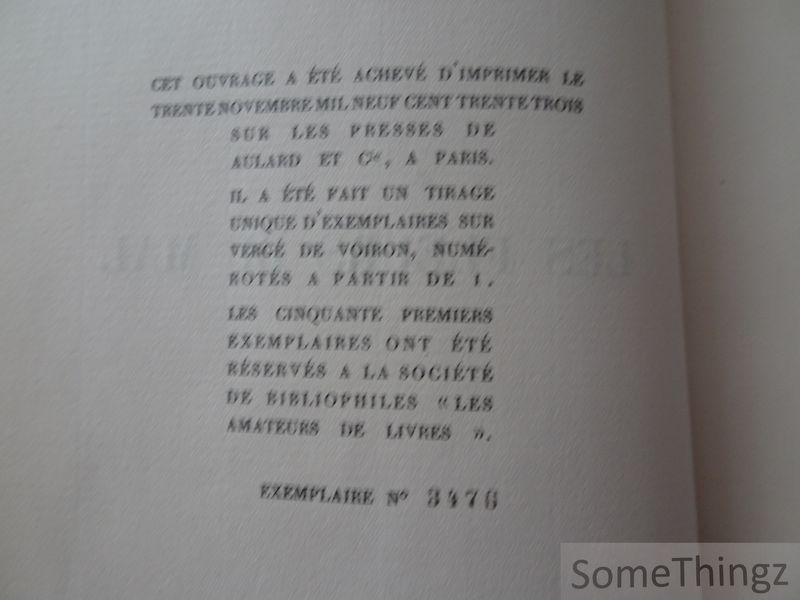 CET OUVRAGE A ÉTÉ ACHEVÉ D'IMPRIMER LE
TRENTE NOVEMBRE MIL NEUF CENT TRENTE TROIS
SUR LES PRESSES DE
AULARD ET Cie, A PARIS.
IL A ÉTÉ FAIT UN TIRAGE
UNIQUE D'EXEMPLAIRES SUR
VERGÉ DE VOIRON, NUMÉ-
ROTÉS A PARTIR DE 1.
LES CINQUANTE PREMIERS
EXEMPLAIRES ONT ÉTÉ
RÉSERVÉS A LA SOCIÉTÉ
DE BIBLIOPHILES « LES
AMATEURS DE LIVRES ».
EXEMPLAIRE No 3476
SomeThingz